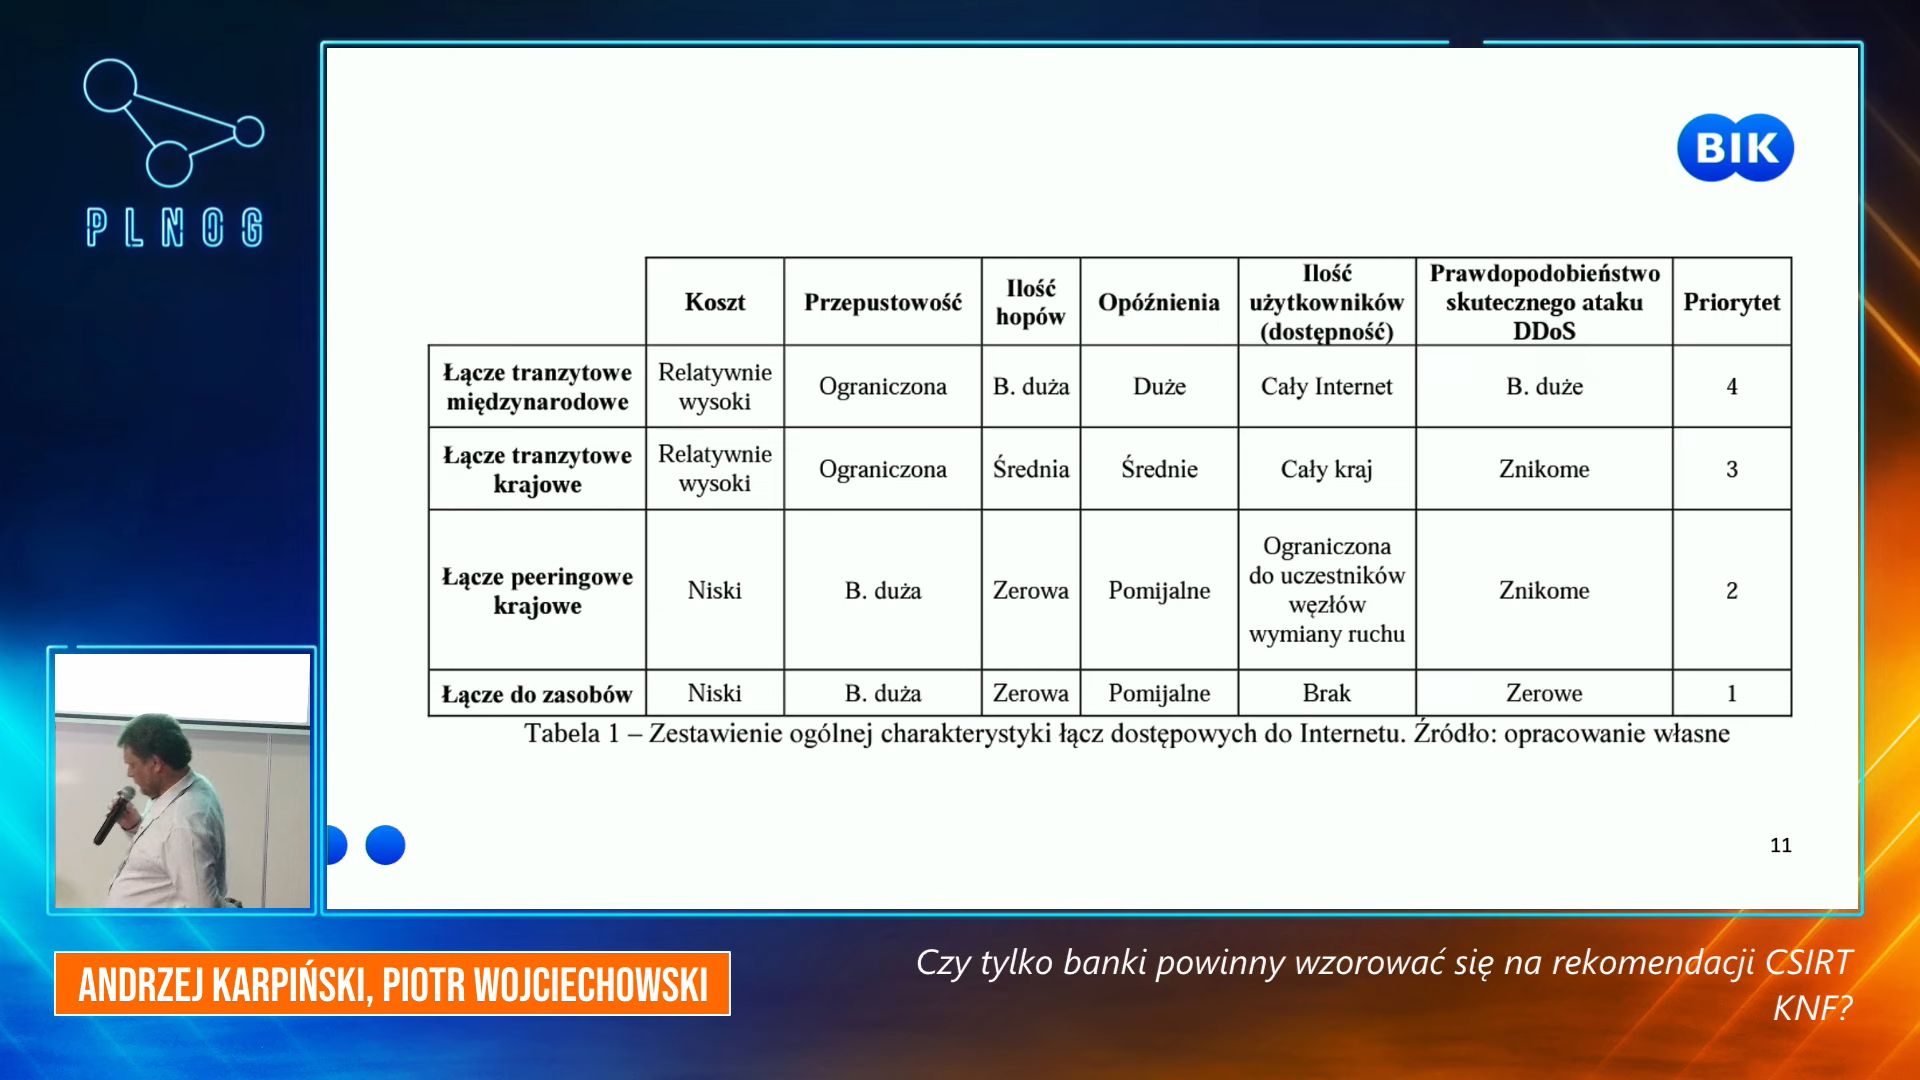 PLNOG
BIK
Koszt
Przepustowość
Ilość
hopów
Opóźnienia
Ilość
użytkowników
(dostępność)
Prawdopodobieństwo
skutecznego ataku
DDoS
Priorytet
Łącze tranzytowe
międzynarodowe
Relatywnie
wysoki
Ograniczona
B. duża
Duże
Cały Internet
B. duże
4
Łącze tranzytowe
krajowe
Relatywnie
wysoki
Ograniczona
Średnia
Średnie
Cały kraj
Znikome
3
Łącze peeringowe
krajowe
Niski
B. duża
Zerowa
Pomijalne
Ograniczona
do uczestników
węzłów
wymiany ruchu
Znikome
2
Łącze do zasobów
Niski
B. duża
Zerowa
Pomijalne
Brak
Zerowe
1
Tabela 1 – Zestawienie ogólnej charakterystyki łącz dostępowych do Internetu. Źródło: opracowanie własne
11
ANDRZEJ KARPIŃSKI, PIOTR WOJCIECHOWSKI
Czy tylko banki powinny wzorować się na rekomendacji CSIRT
KNF?